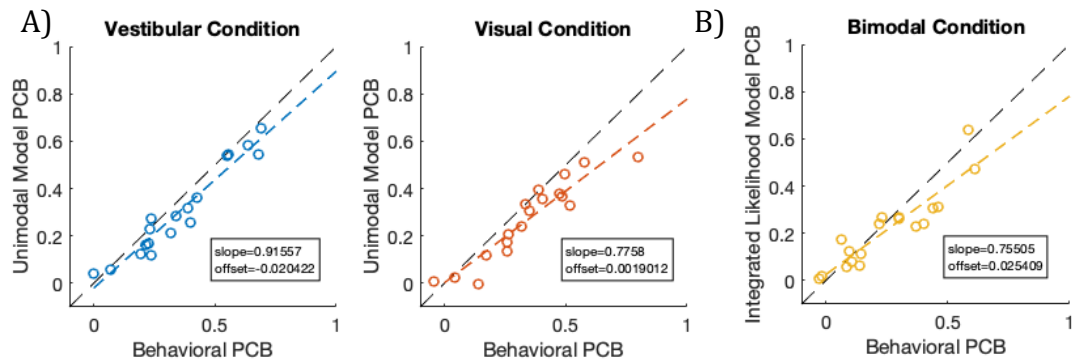 A)
Vestibular Condition
Unimodal Model PCB
1
0.8
0.6
0.4
0.2
0
0
0.5
1
Behavioral PCB
slope=0.91557
offset=-0.020422
Visual Condition
Unimodal Model PCB
1
0.8
0.6
0.4
0.2
0
0
0.5
1
Behavioral PCB
slope=0.7758
offset=0.0019012
B)
Bimodal Condition
Integrated Likelihood Model PCB
1
0.8
0.6
0.4
0.2
0
0
0.5
1
Behavioral PCB
slope=0.75505
offset=0.025409